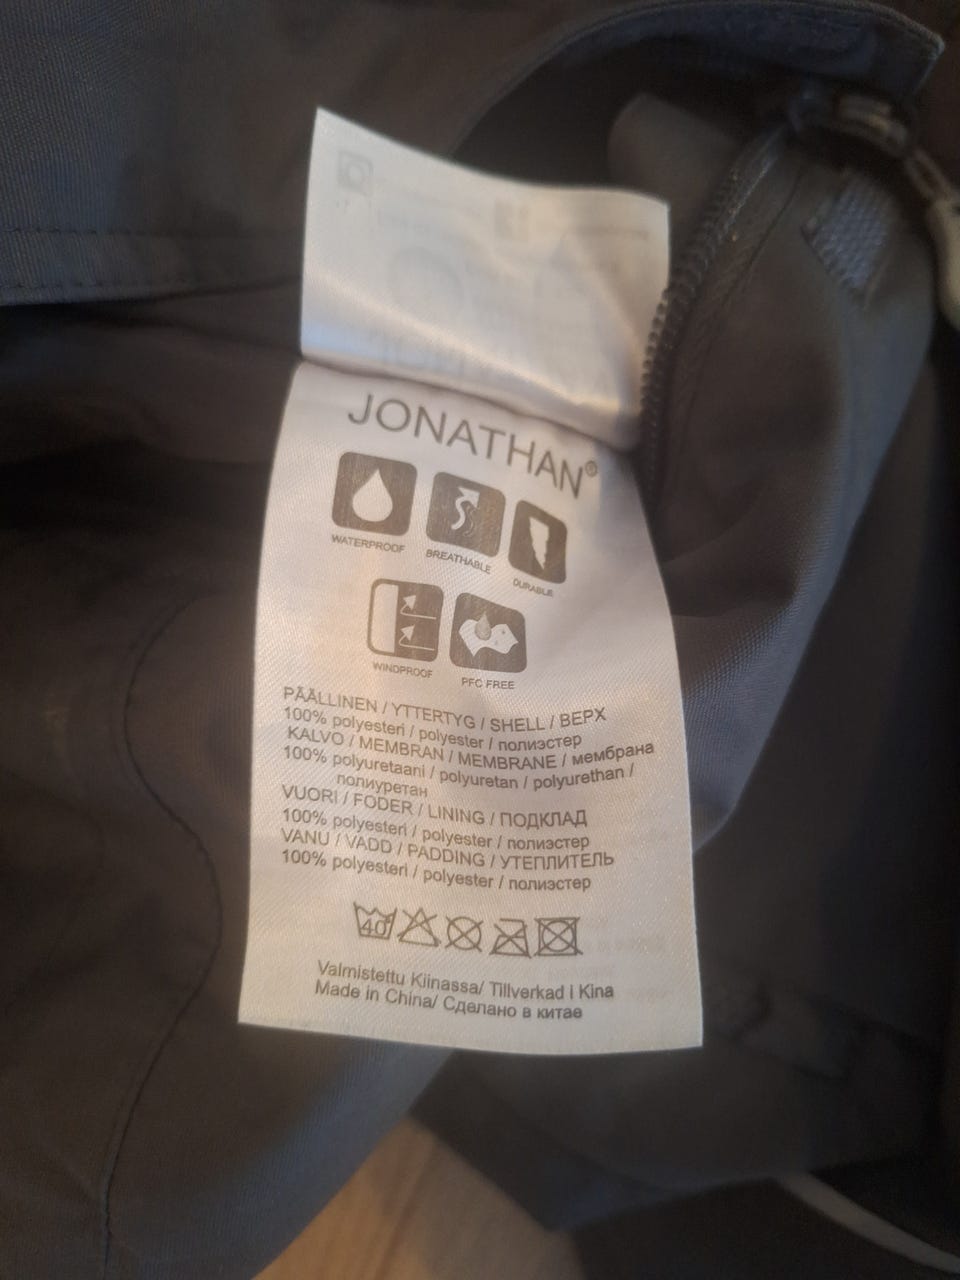 JONATHAN®
WATERPROOF BREATHABLE DURABLE
WINDPROOF PFC FREE
PÄÄLLINEN / YTTERTYG / SHELL / ВЕРХ
100% polyesteri / polyester / полиэстер
KALVO / MEMBRAN / MEMBRANE / мембрана
100% polyuretaani / polyuretan / polyurethan /
полиуретан
VUORI / FODER / LINING / ПОДКЛАД
100% polyesteri / polyester / полиэстер
VANU / VADD / PADDING / УТЕПЛИТЕЛЬ
100% polyesteri / polyester / полиэстер
40
Valmistettu Kiinassa/ Tillverkad i Kina
Made in China/ Сделано в китае